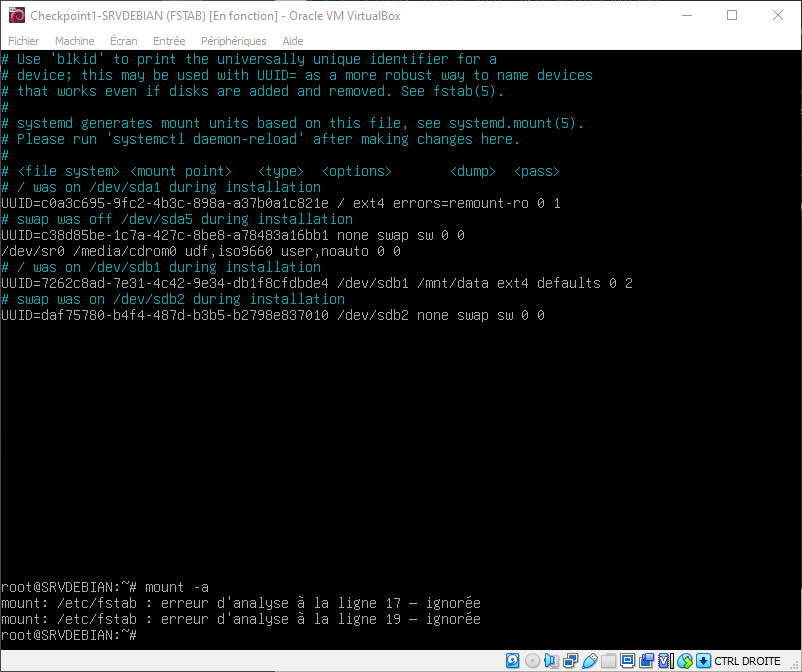 Checkpoint1-SRVDEBIAN (FSTAB) [En fonction] - Oracle VM VirtualBox
Fichier Machine Écran Entrée Périphériques Aide
# Use 'blkid' to print the universally unique identifier for a
# device; this may be used with UUID= as a more robust way to name devices
# that works even if disks are added and removed. See fstab(5).
#
# systemd generates mount units based on this file, see systemd.mount(5).
# Please run 'systemctl daemon-reload' after making changes here.
#
# <file system> <mount point>   <type>  <options>       <dump>  <pass>
# / was on /dev/sda1 during installation
UUID=c0a3c695-9fc2-4b3c-898a-a37b0a1c821e / ext4 errors=remount-ro 0 1
# swap was off /dev/sda5 during installation
UUID=c38d85be-1c7a-427c-8be8-a78483a16bb1 none swap sw 0 0
/dev/sr0 /media/cdrom0 udf,iso9660 user,noauto 0 0
# / was on /dev/sdb1 during installation
UUID=7262c8ad-7e31-4c42-9e34-db1f8cfdbde4 /dev/sdb1 /mnt/data ext4 defaults 0 2
# swap was on /dev/sdb2 during installation
UUID=daf75780-b4f4-487d-b3b5-b2798e837010 /dev/sdb2 none swap sw 0 0
root@SRVDEBIAN:~# mount -a
mount: /etc/fstab : erreur d'analyse à la ligne 17 — ignorée
mount: /etc/fstab : erreur d'analyse à la ligne 19 — ignorée
root@SRVDEBIAN:~#
CTRL DROITE